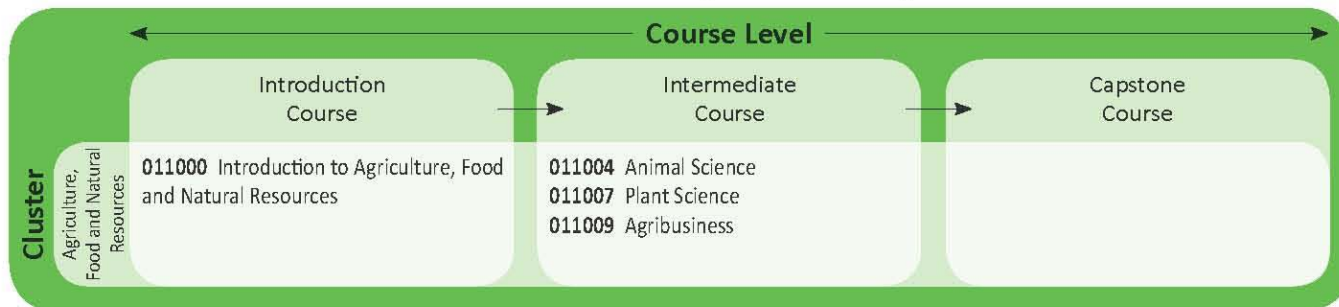 Course Level
Introduction
Course
Intermediate
Course
Capstone
Course
Cluster
Agriculture,
Food and Natural
Resources
011000 Introduction to Agriculture, Food
and Natural Resources
011004 Animal Science
011007 Plant Science
011009 Agribusiness